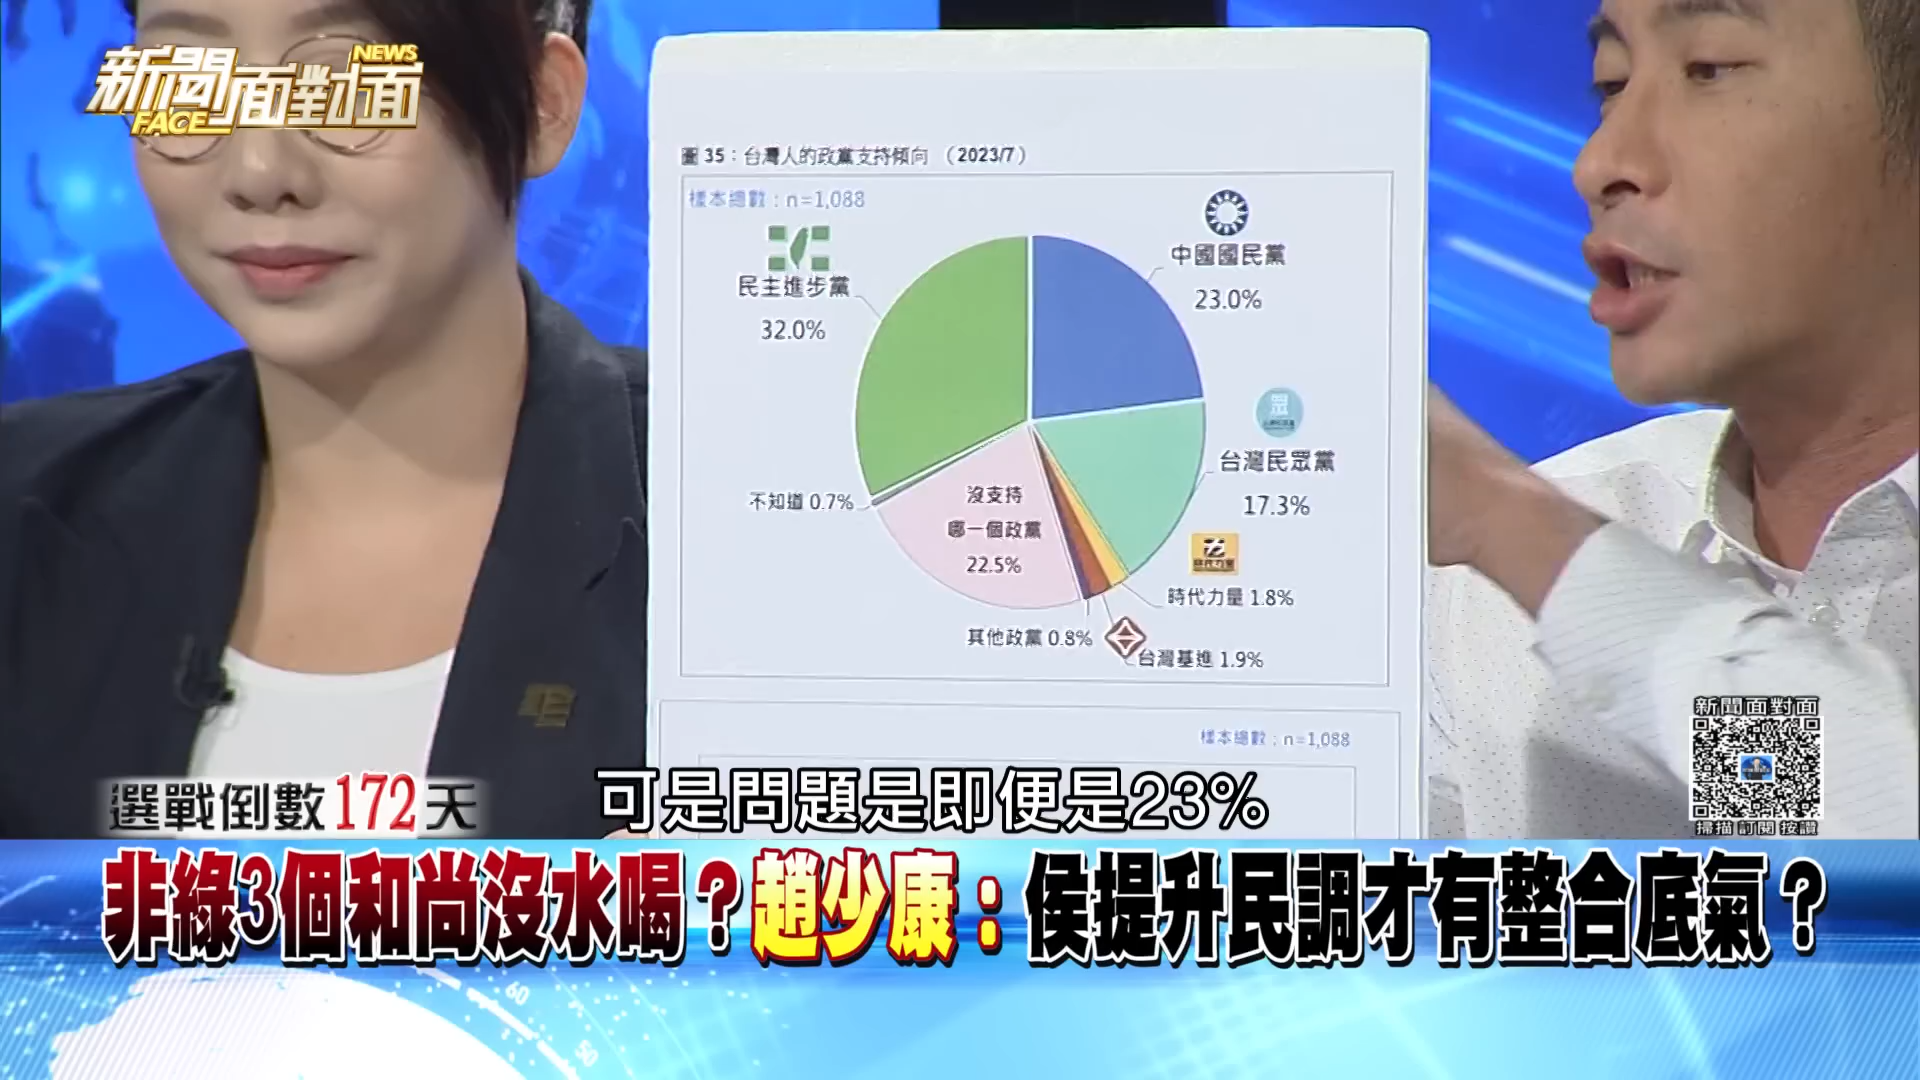 新聞面對面
NEWS
FACE
圖 35：台灣人的政黨支持傾向 （2023/7）
樣本總數：n=1,088
中國國民黨
23.0%
民主進步黨
32.0%
台灣民眾黨
17.3%
不知道 0.7%
沒支持
哪一個政黨
22.5%
時代力量 1.8%
其他政黨 0.8%
台灣基進 1.9%
樣本總數：n=1,088
新聞面對面
掃描 訂閱 按讚
選戰倒數172天
可是問題是即便是23%
非綠3個和尚沒水喝？趙少康：侯提升民調才有整合底氣？
60
50